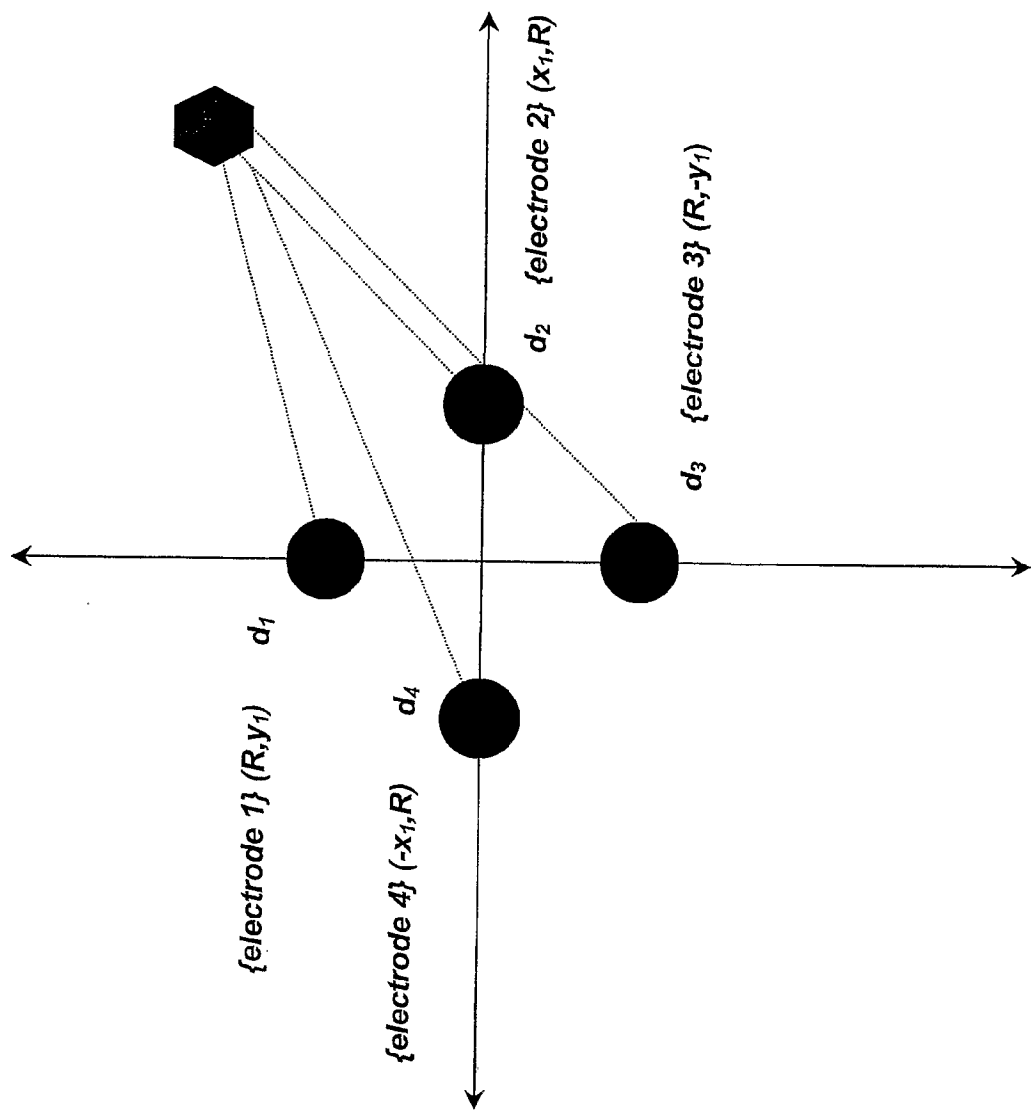 d₁
{electrode 1} (R,y₁)
d₄
{electrode 4} (-x₁,R)
d₂ {electrode 2} (x₁,R)
d₃ {electrode 3} (R,-y₁)